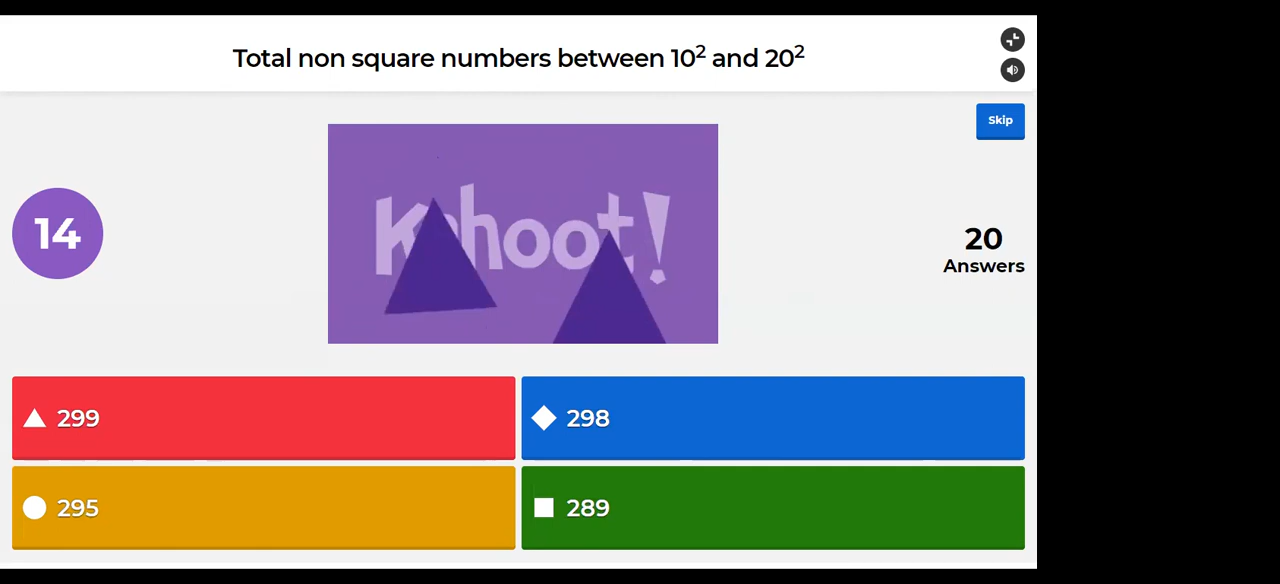 Total non square numbers between 10² and 20²
Skip
14
Kahoot!
20
Answers
299
298
295
289